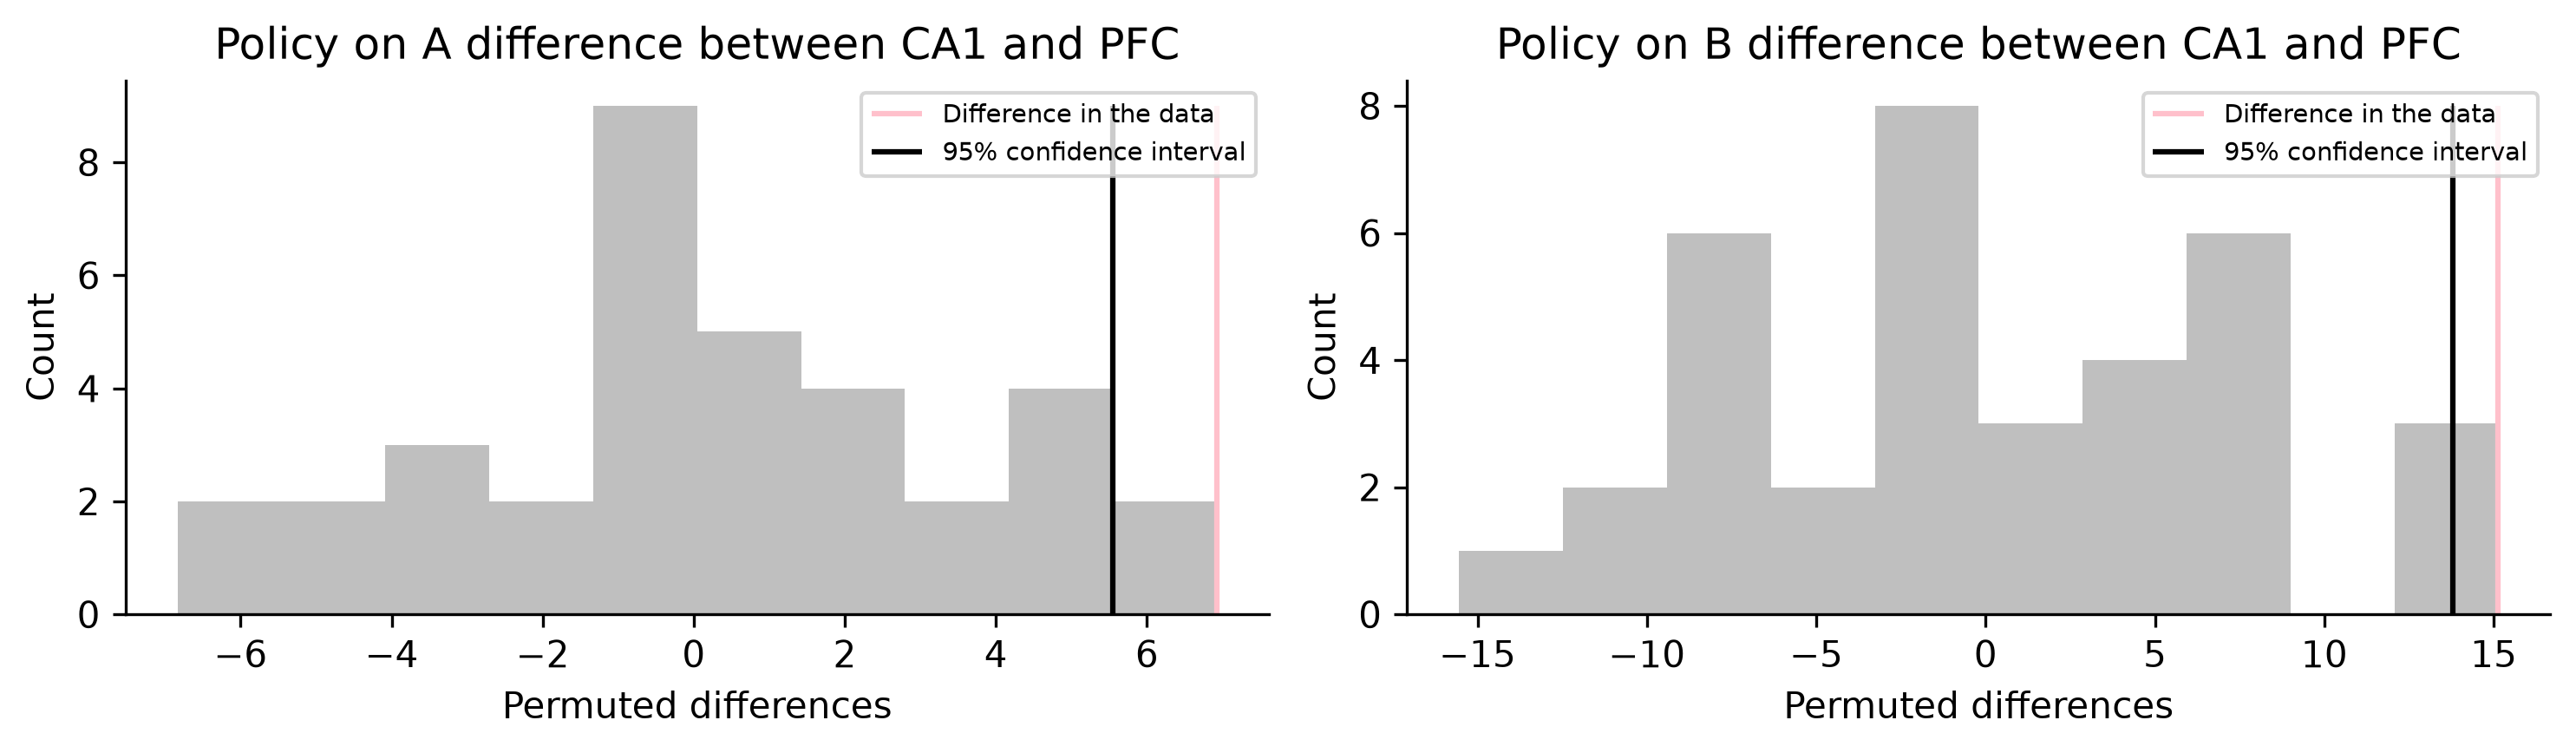 Policy on A difference between CA1 and PFC
Difference in the data
95% confidence interval
8
6
4
2
0
Count
−6 −4 −2 0 2 4 6
Permuted differences
Policy on B difference between CA1 and PFC
Difference in the data
95% confidence interval
8
6
4
2
0
Count
−15 −10 −5 0 5 10 15
Permuted differences